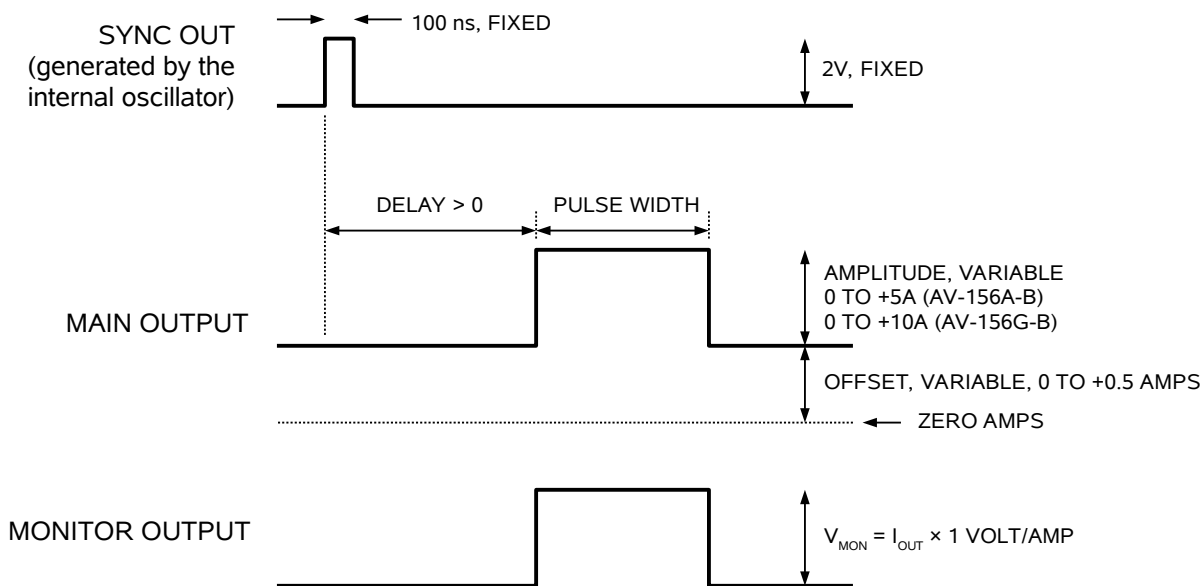 100 ns, FIXED
SYNC OUT
(generated by the
internal oscillator)
2V, FIXED
DELAY > 0
PULSE WIDTH
AMPLITUDE, VARIABLE
0 TO +5A (AV-156A-B)
0 TO +10A (AV-156G-B)
MAIN OUTPUT
OFFSET, VARIABLE, 0 TO +0.5 AMPS
ZERO AMPS
MONITOR OUTPUT
V_MON = I_OUT × 1 VOLT/AMP